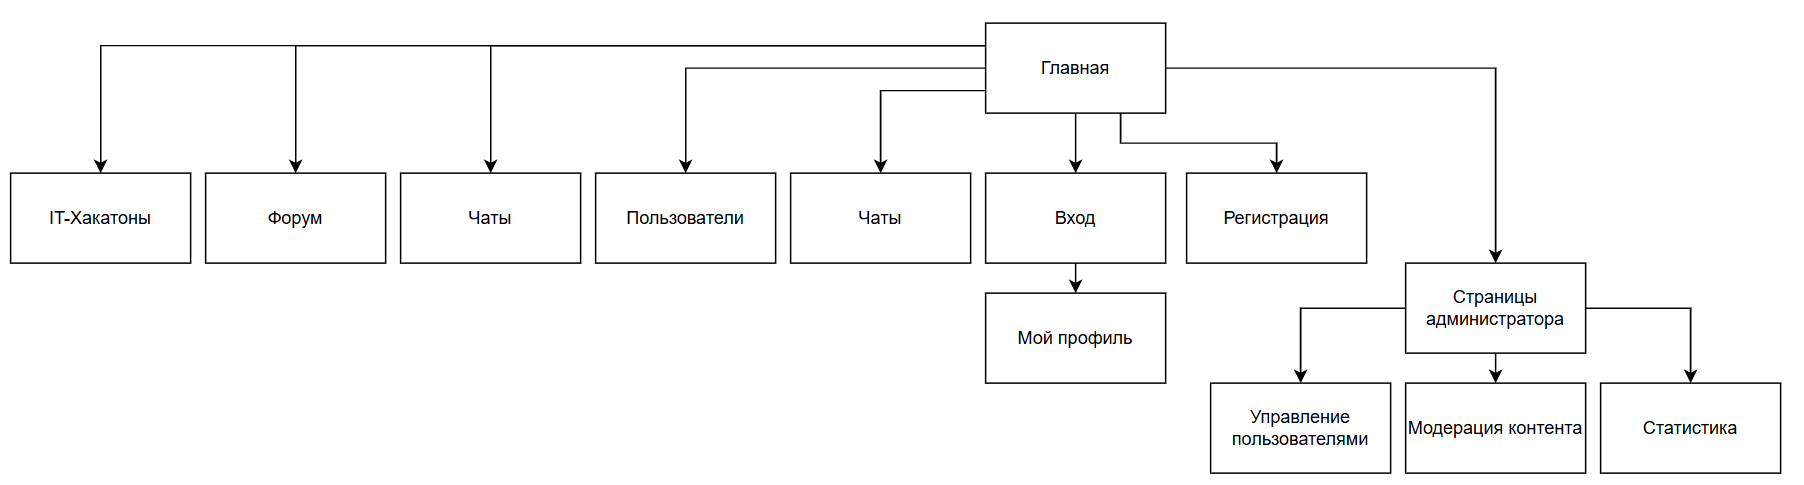 Главная
IT-Хакатоны
Форум
Чаты
Пользователи
Чаты
Вход
Регистрация
Страницы
администратора
Мой профиль
Управление
пользователями
Модерация контента
Статистика